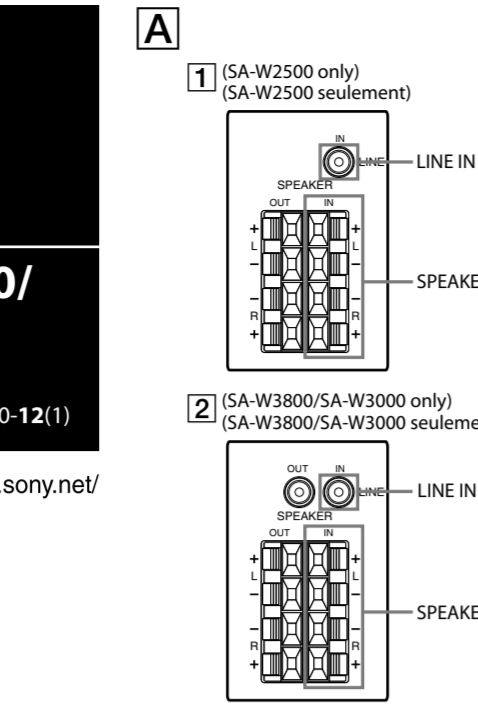 A
1 (SA-W2500 only)
(SA-W2500 seulement)
IN
LINE
LINE IN
SPEAKER
OUT IN
+ +
L L
– –
SPEAKE
– –
R R
+ +
0/
0-12(1)
.sony.net/
2 (SA-W3800/SA-W3000 only)
(SA-W3800/SA-W3000 seuleme
OUT IN
LINE
LINE IN
SPEAKER
OUT IN
+ +
L L
– –
SPEAKE
– –
R R
+ +